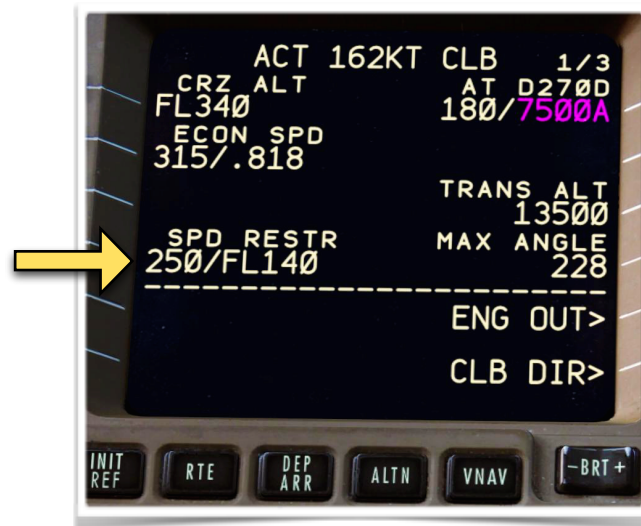 ACT 162KT CLB 1/3
CRZ ALT AT D270D
FL340 180/7500A
ECON SPD
315/.818
TRANS ALT
13500
SPD RESTR MAX ANGLE
250/FL140 228
--------------------------------
ENG OUT>
CLB DIR>
INIT REF RTE DEP ARR ALTN VNAV -BRT+